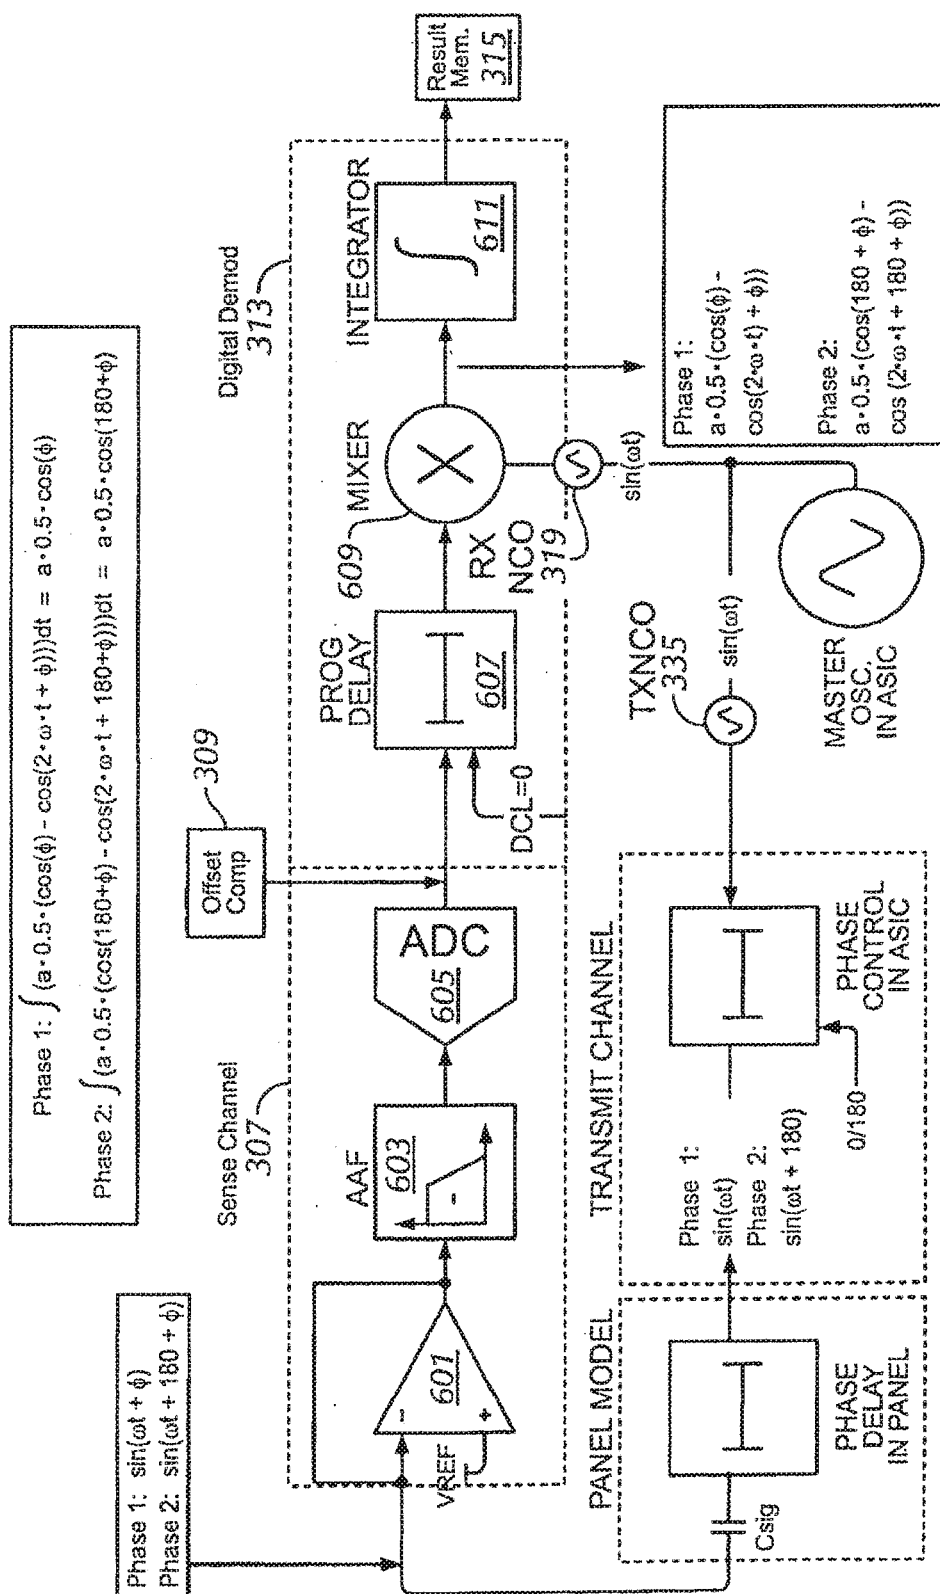 Phase 1: ∫(a·0.5·(cos(ϕ) - cos(2·ω·t + ϕ)))dt = a·0.5·cos(ϕ)
Phase 2: ∫(a·0.5·(cos(180+ϕ) - cos(2·ω·t + 180+ϕ)))dt = a·0.5·cos(180+ϕ)
Phase 1: sin(ωt + ϕ)
Phase 2: sin(ωt + 180 + ϕ)
Sense Channel
307
Offset
Comp
309
Digital Demod
313
VREF
-
+
601
AAF
603
-
ADC
605
PROG
DELAY
607
DCL=0
MIXER
609
RX
NCO
319
INTEGRATOR
∫
611
Result
Mem.
315
sin(ωt)
sin(ωt)
sin(ωt)
TXNCO
335
MASTER
OSC.
IN ASIC
Phase 1:
a·0.5·(cos(ϕ) -
cos(2·ω·t) + ϕ))
Phase 2:
a·0.5·(cos(180 + ϕ) -
cos (2·ω·t + 180 + ϕ))
TRANSMIT CHANNEL
Phase 1:
sin(ωt)
Phase 2:
sin(ωt + 180)
0/180
PHASE
CONTROL
IN ASIC
PANEL MODEL
Csig
PHASE
DELAY
IN PANEL